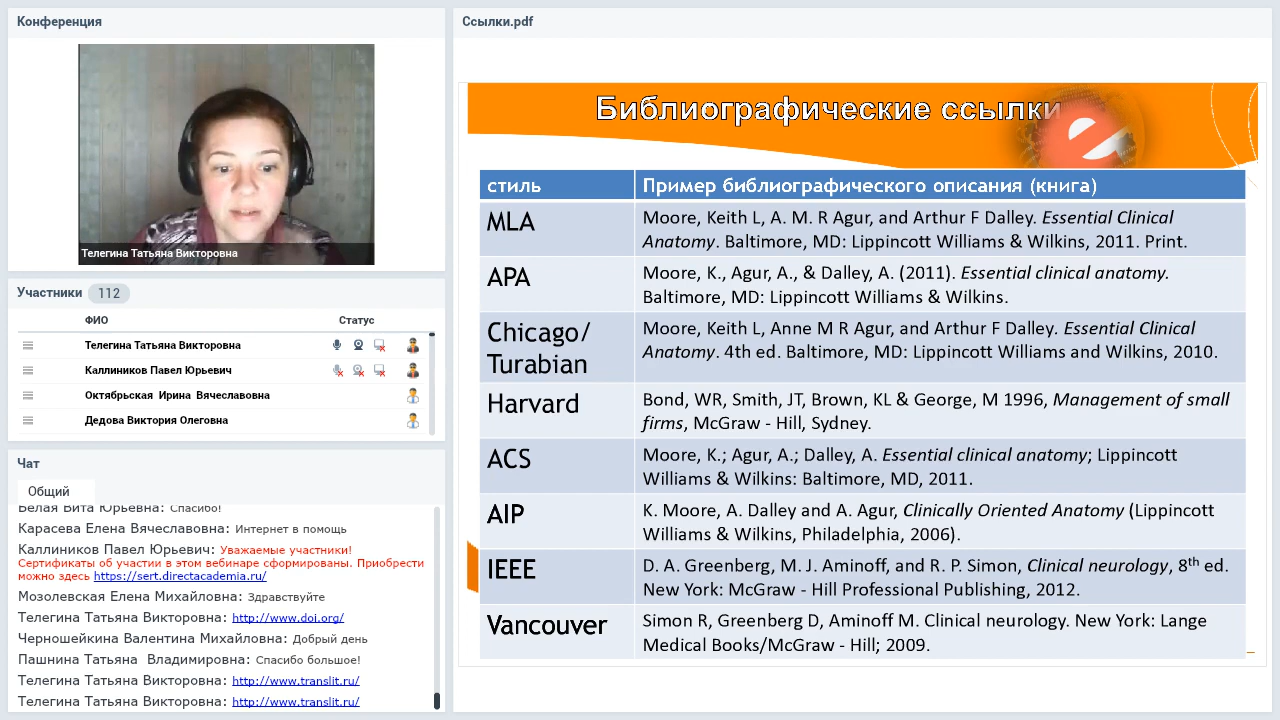 Конференция
Телегина Татьяна Викторовна
Участники 112
ФИО Статус
Телегина Татьяна Викторовна
Каллиников Павел Юрьевич
Октябрьская Ирина Вячеславовна
Дедова Виктория Олеговна
Чат
Общий
Белая Вита Юрьевна: Спасибо!
Карасева Елена Вячеславовна: Интернет в помощь
Каллиников Павел Юрьевич: Уважаемые участники!
Сертификаты об участии в этом вебинаре сформированы. Приобрести
можно здесь https://sert.directacademia.ru/
Мозолевская Елена Михайловна: Здравствуйте
Телегина Татьяна Викторовна: http://www.doi.org/
Черношейкина Валентина Михайловна: Добрый день
Пашнина Татьяна Владимировна: Спасибо большое!
Телегина Татьяна Викторовна: http://www.translit.ru/
Телегина Татьяна Викторовна: http://www.translit.ru/
Ссылки.pdf
Библиографические ссылки
стиль Пример библиографического описания (книга)
MLA
Moore, Keith L, A. M. R Agur, and Arthur F Dalley. Essential Clinical
Anatomy. Baltimore, MD: Lippincott Williams & Wilkins, 2011. Print.
APA
Moore, K., Agur, A., & Dalley, A. (2011). Essential clinical anatomy.
Baltimore, MD: Lippincott Williams & Wilkins.
Chicago/
Turabian
Moore, Keith L, Anne M R Agur, and Arthur F Dalley. Essential Clinical
Anatomy. 4th ed. Baltimore, MD: Lippincott Williams and Wilkins, 2010.
Harvard
Bond, WR, Smith, JT, Brown, KL & George, M 1996, Management of small
firms, McGraw - Hill, Sydney.
ACS
Moore, K.; Agur, A.; Dalley, A. Essential clinical anatomy; Lippincott
Williams & Wilkins: Baltimore, MD, 2011.
AIP
K. Moore, A. Dalley and A. Agur, Clinically Oriented Anatomy (Lippincott
Williams & Wilkins, Philadelphia, 2006).
IEEE
D. A. Greenberg, M. J. Aminoff, and R. P. Simon, Clinical neurology, 8th ed.
New York: McGraw - Hill Professional Publishing, 2012.
Vancouver
Simon R, Greenberg D, Aminoff M. Clinical neurology. New York: Lange
Medical Books/McGraw - Hill; 2009.